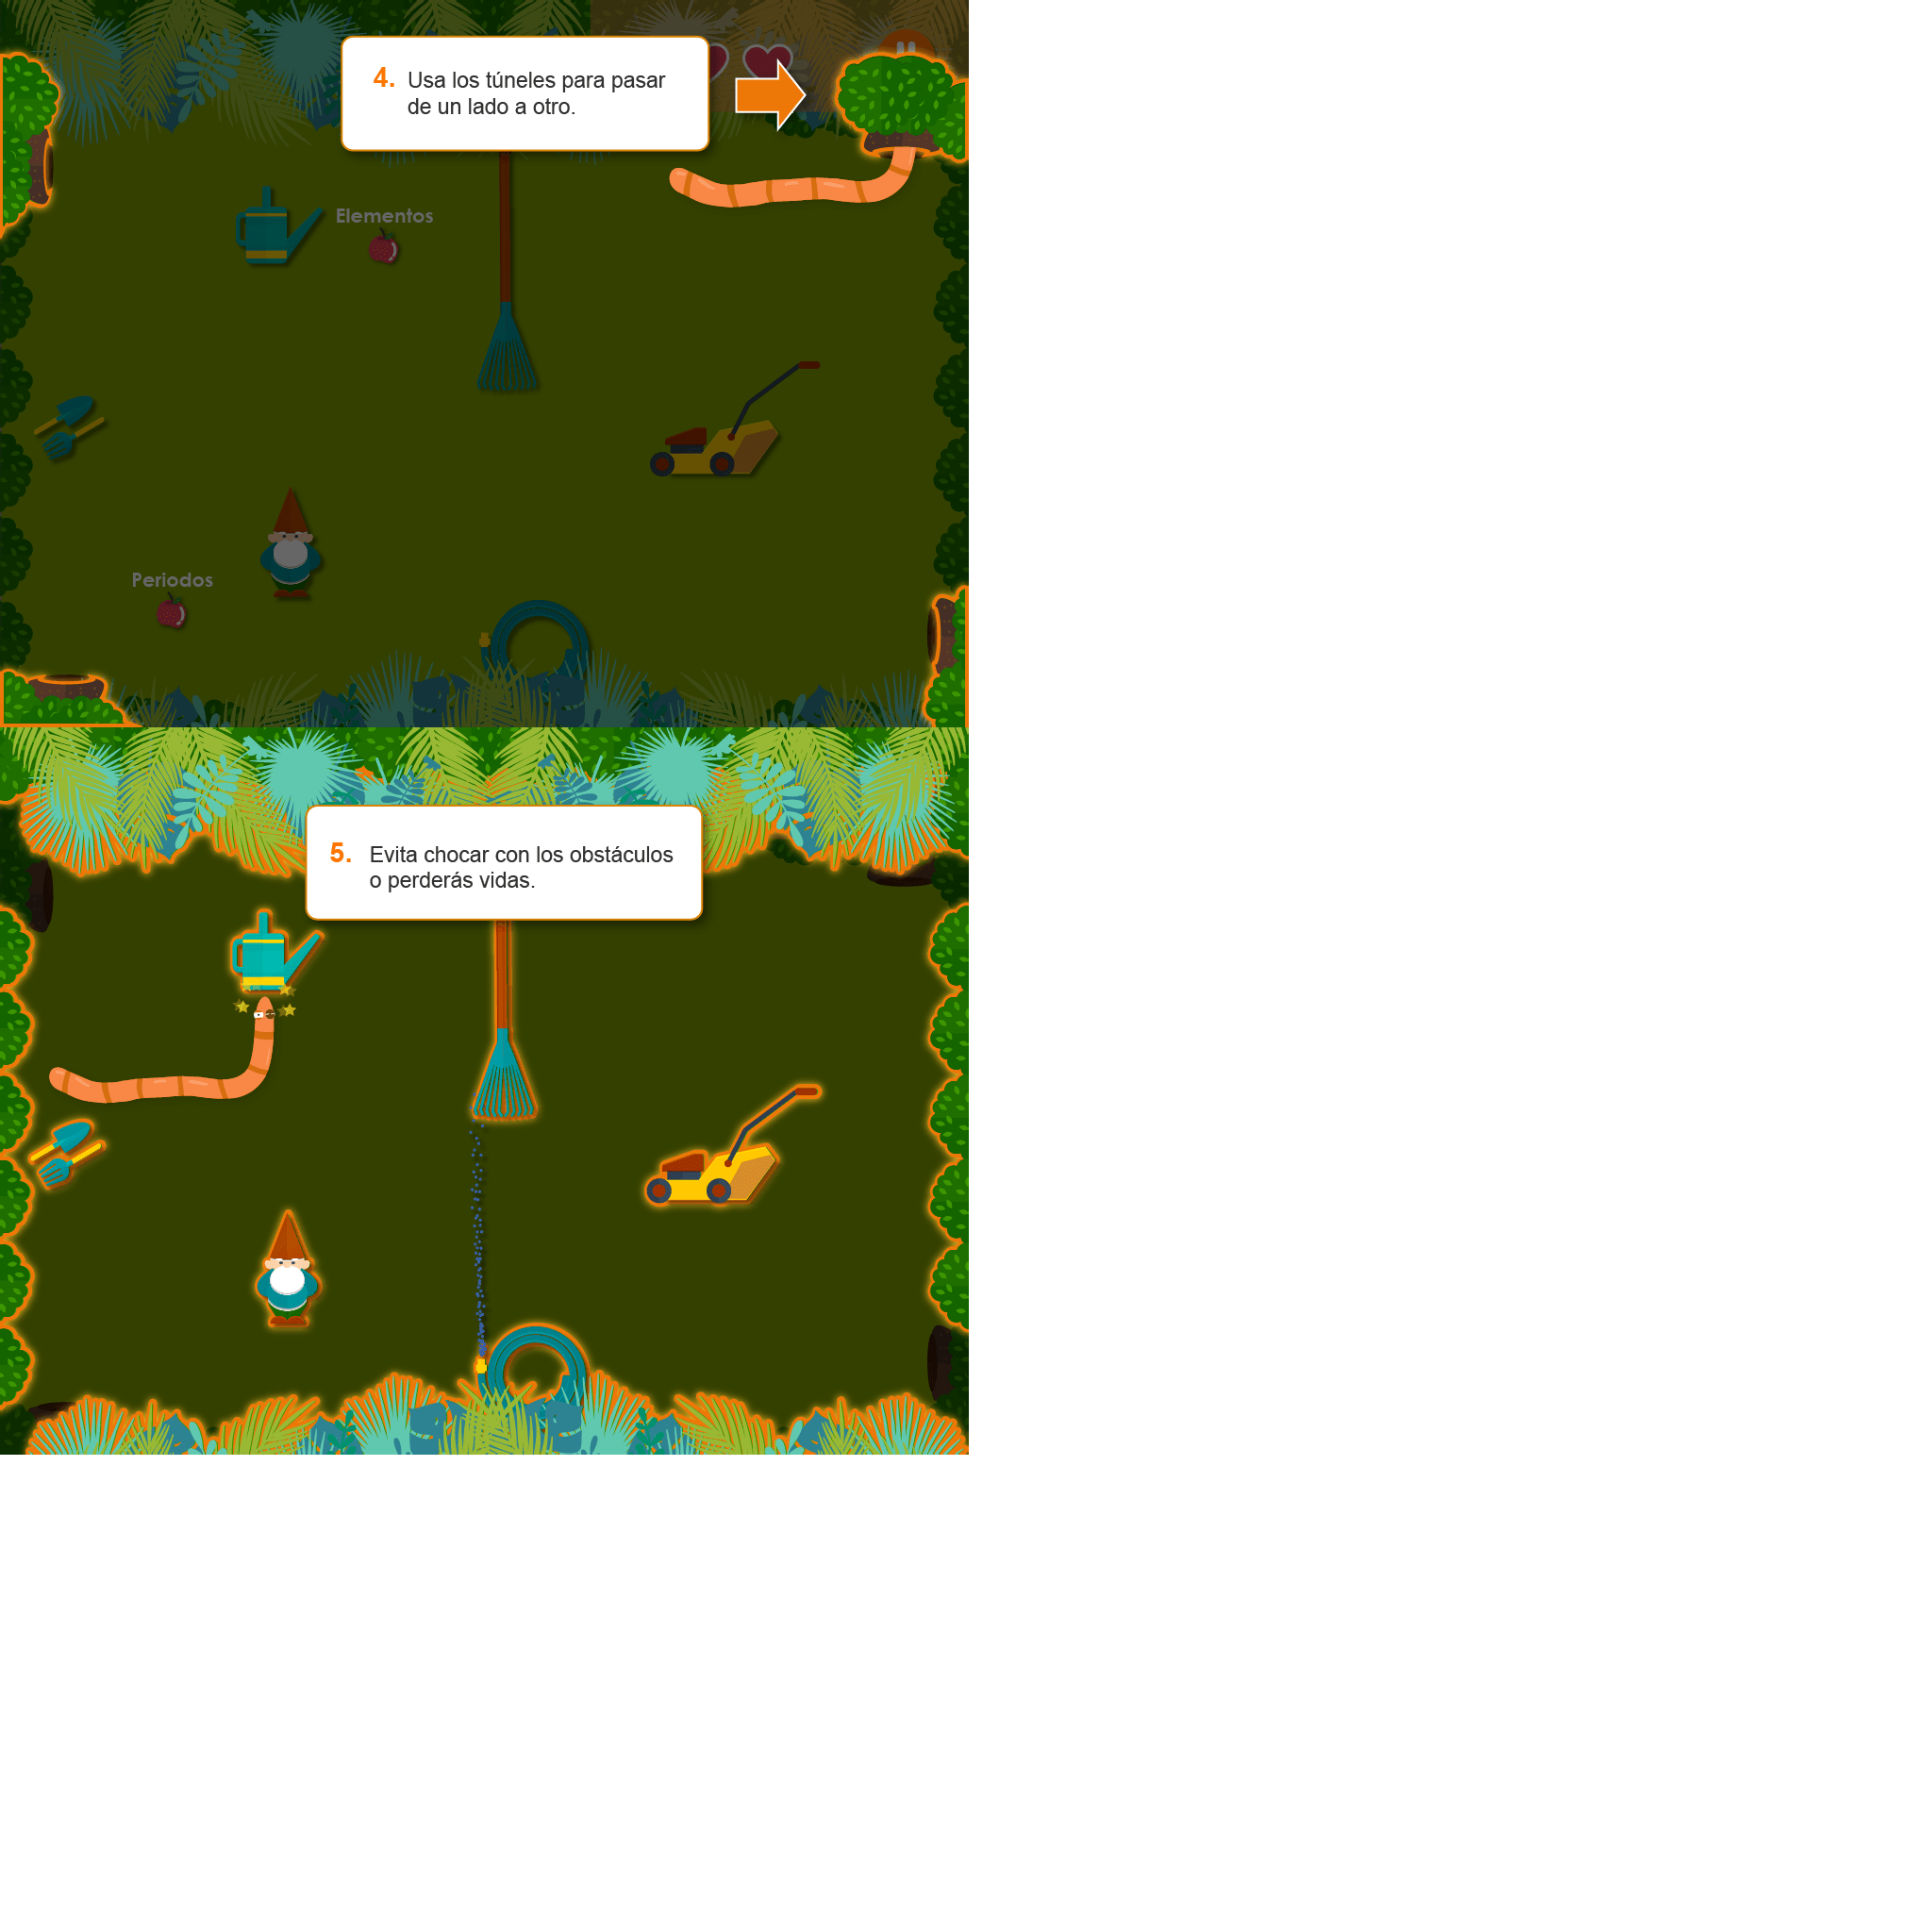 4. Usa los túneles para pasar
de un lado a otro.
Elementos
Periodos
5. Evita chocar con los obstáculos
o perderás vidas.